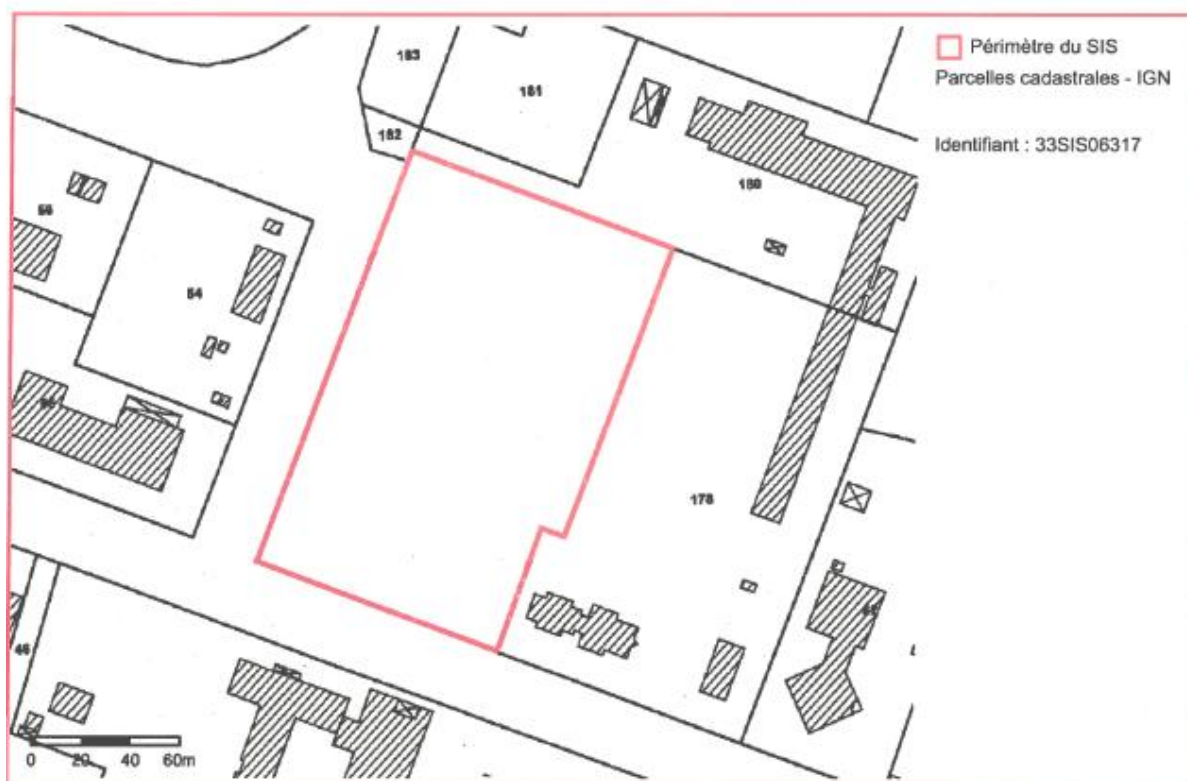 Périmètre du SIS
Parcelles cadastrales - IGN
Identifiant : 33SIS06317
183
181
182
180
55
54
178
46
0 20 40 60m